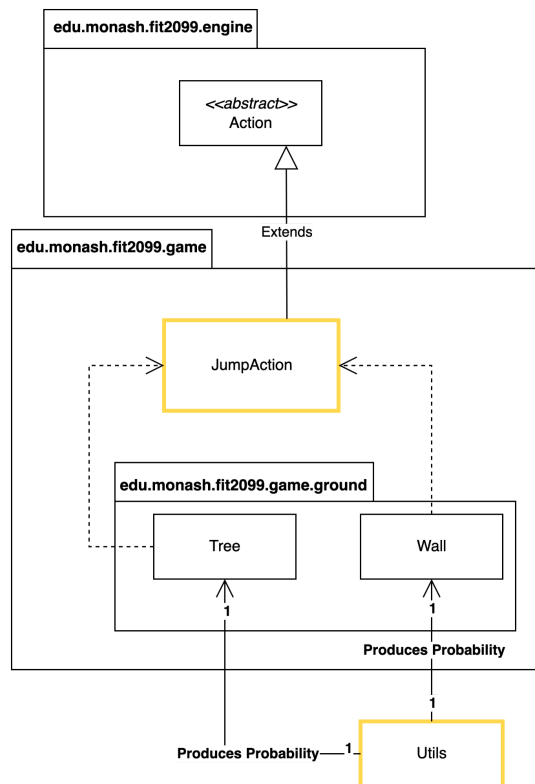 edu.monash.fit2099.engine
<<abstract>>
Action
Extends
edu.monash.fit2099.game
JumpAction
edu.monash.fit2099.game.ground
Tree
Wall
1
1
Produces Probability
1
Produces Probability
1
Utils